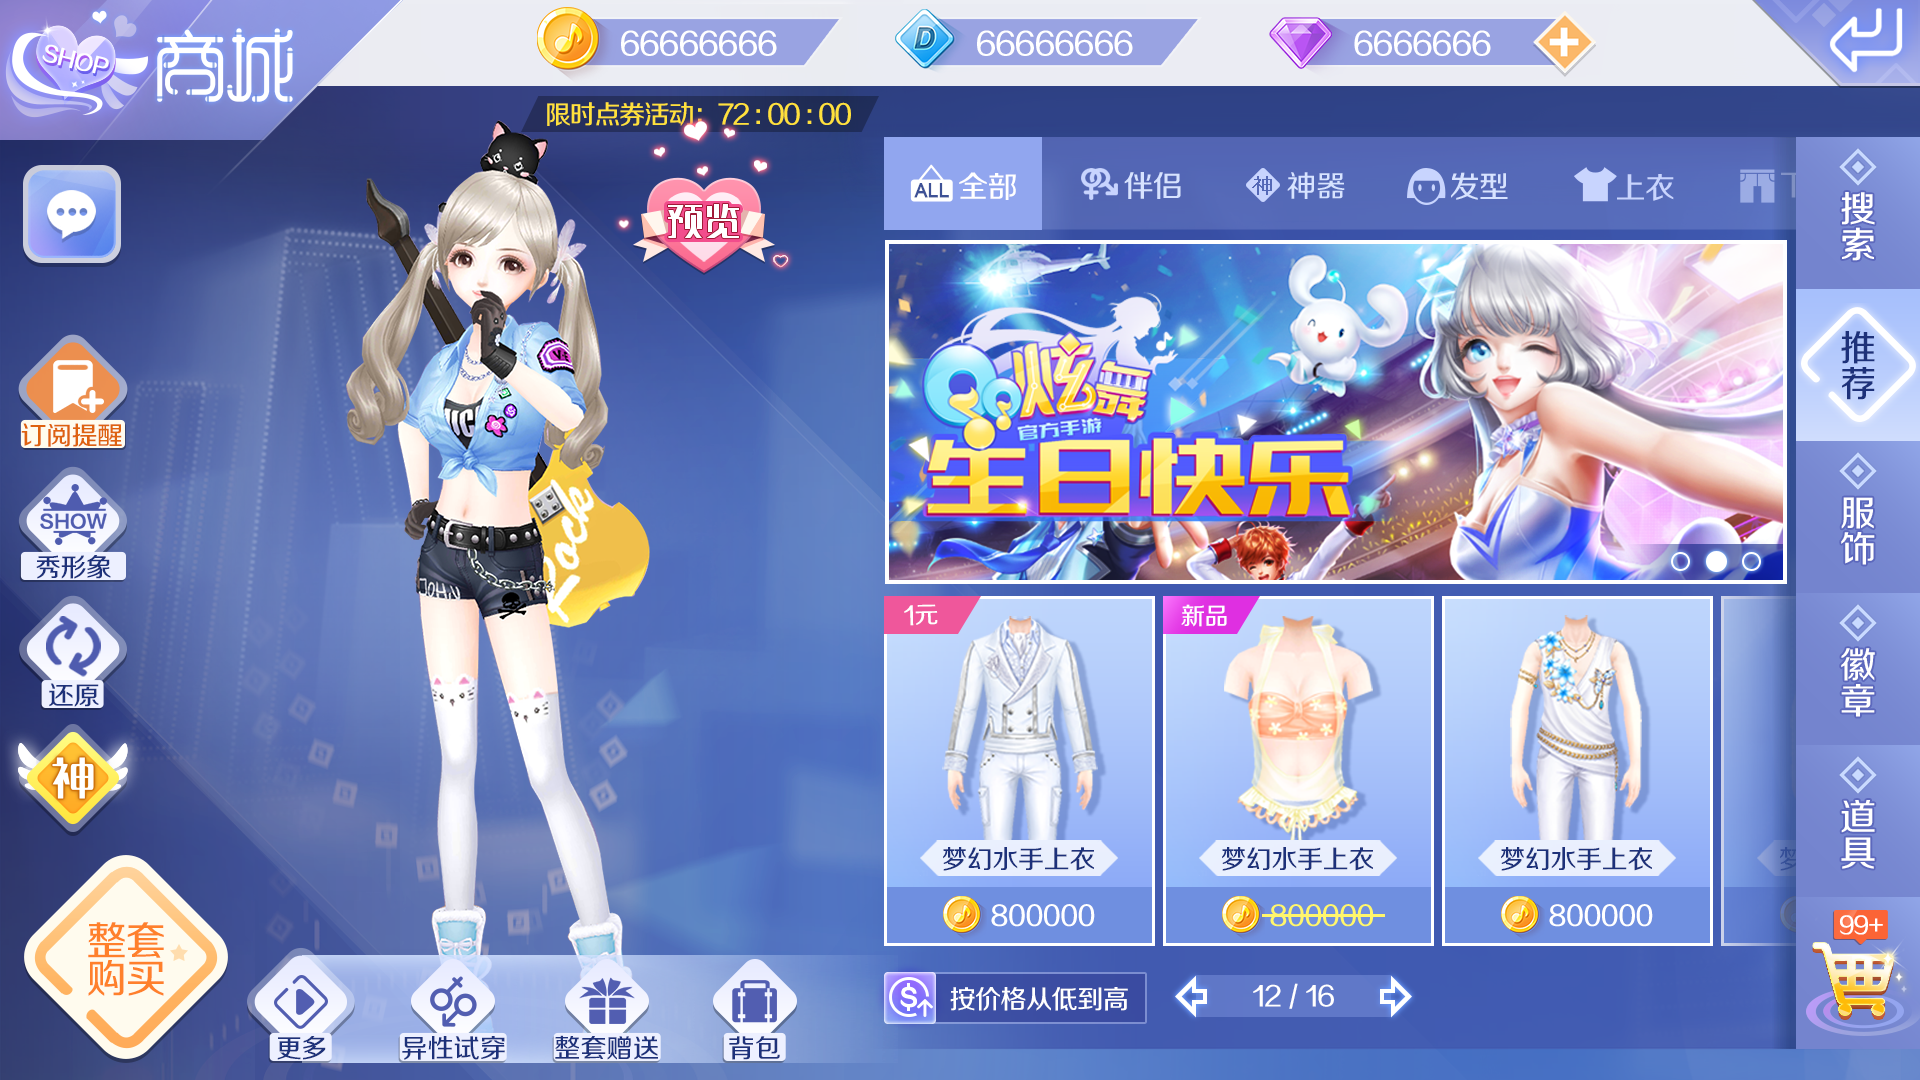 SHOP
商城
66666666
66666666
6666666
限时点券活动：72:00:00
预览
ALL 全部
伴侣
神 神器
发型
上衣
搜索
推荐
服饰
徽章
道具
99+
订阅提醒
SHOW
秀形象
还原
神
整套
购买
VICI
Rock
QQ炫舞
官方手游
生日快乐
1元
新品
梦幻水手上衣
梦幻水手上衣
梦幻水手上衣
梦
800000
800000
800000
更多
异性试穿
整套赠送
背包
按价格从低到高
12 / 16